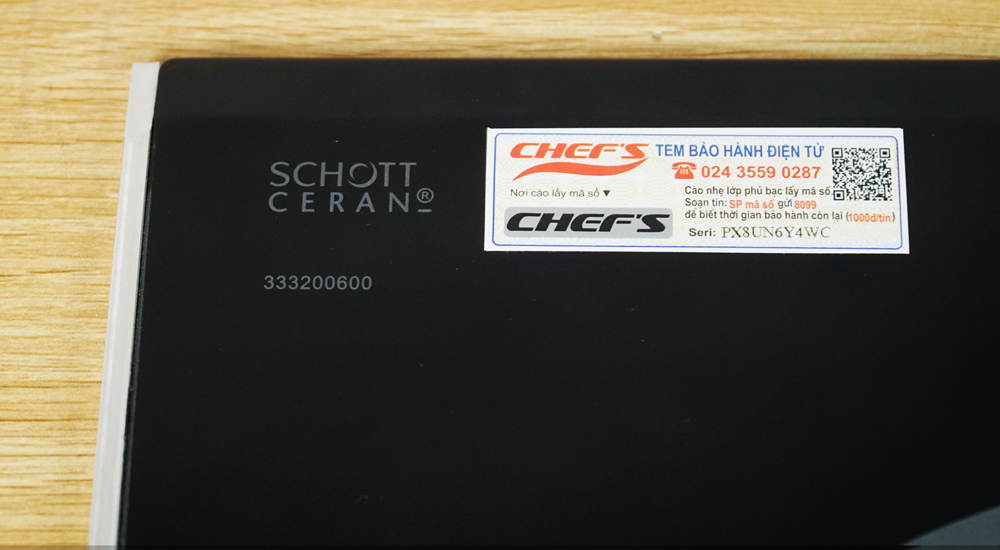 SCHOTT
CERAN®
333200600
CHEF'S
TEM BẢO HÀNH ĐIỆN TỬ
☎ 024 3559 0287
Nơi cào lấy mã số ▼
Cào nhẹ lớp phủ bạc lấy mã số
Soạn tin: SP mã số gửi 8099
để biết thời gian bảo hành còn lại (1000đ/tin)
CHEF'S
Seri: PX8UN6Y4WC